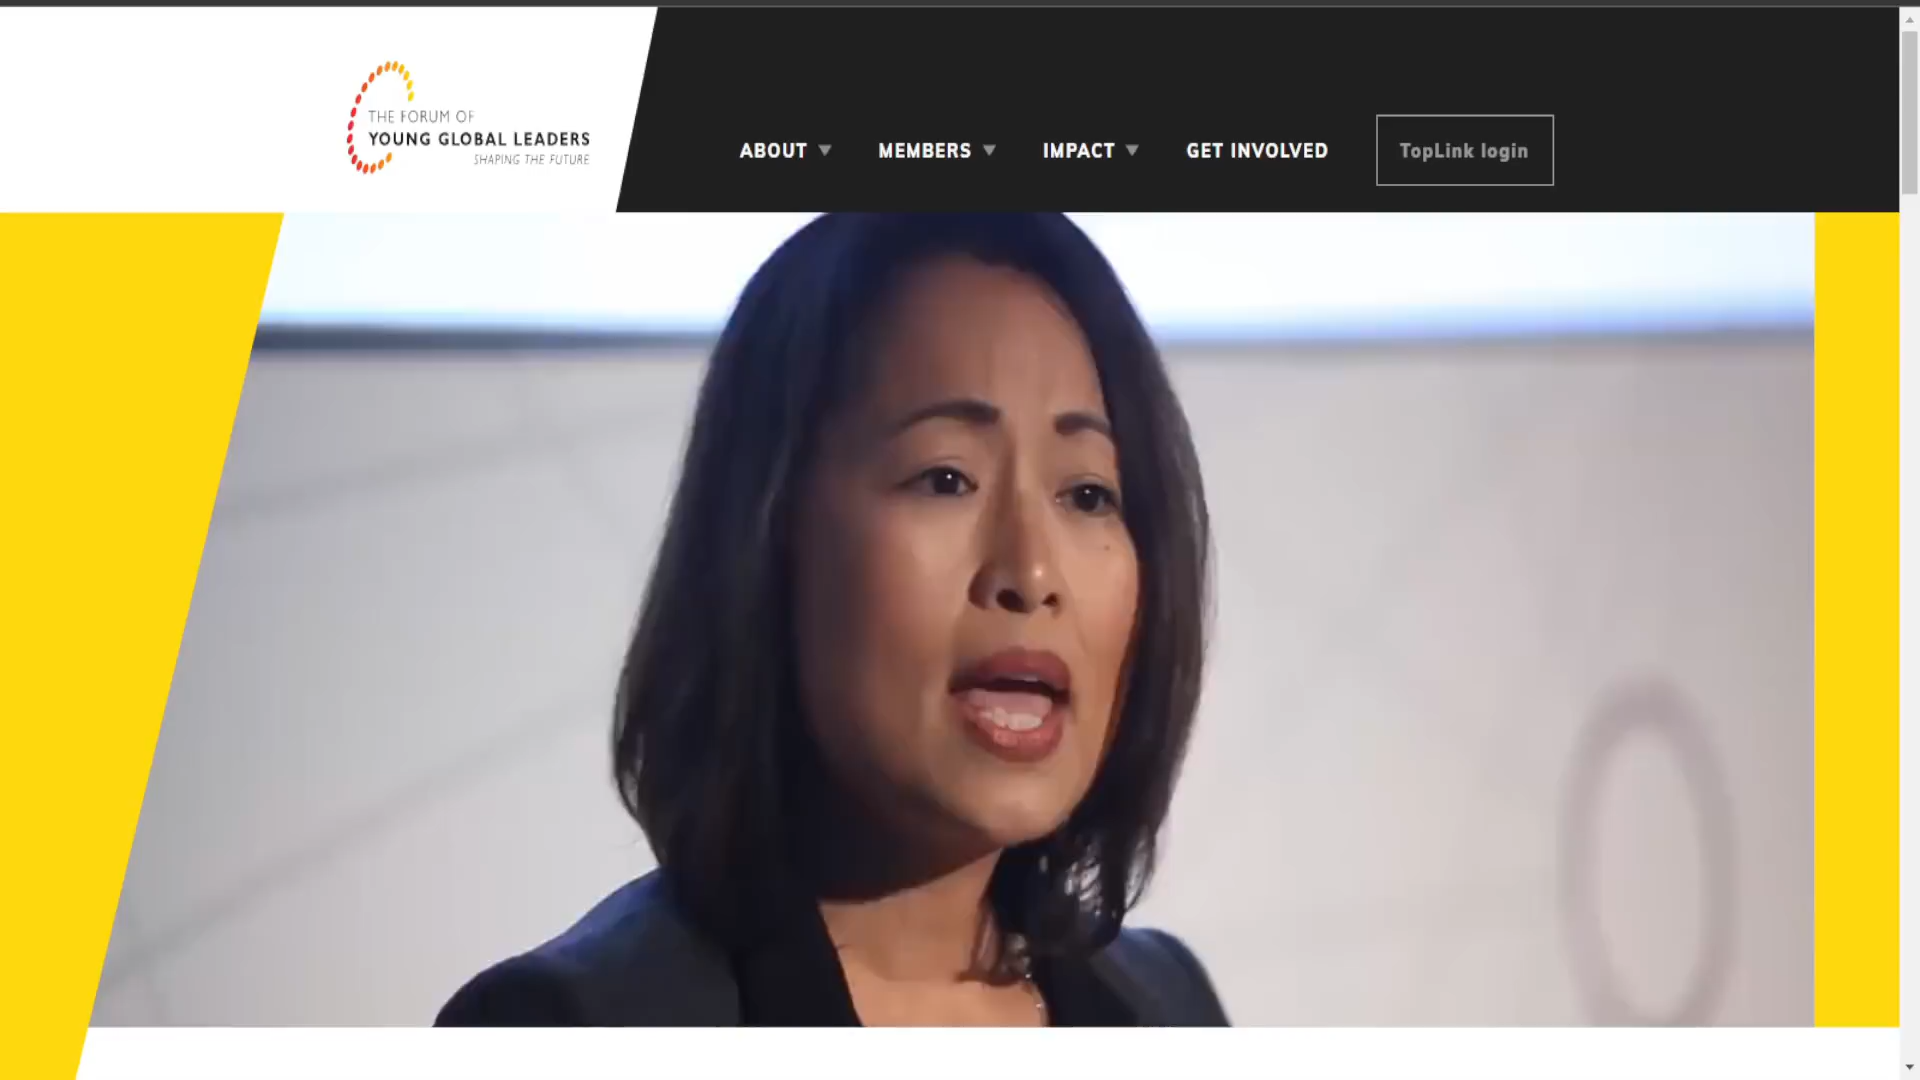 THE FORUM OF
YOUNG GLOBAL LEADERS
SHAPING THE FUTURE
ABOUT
MEMBERS
IMPACT
GET INVOLVED
TopLink login